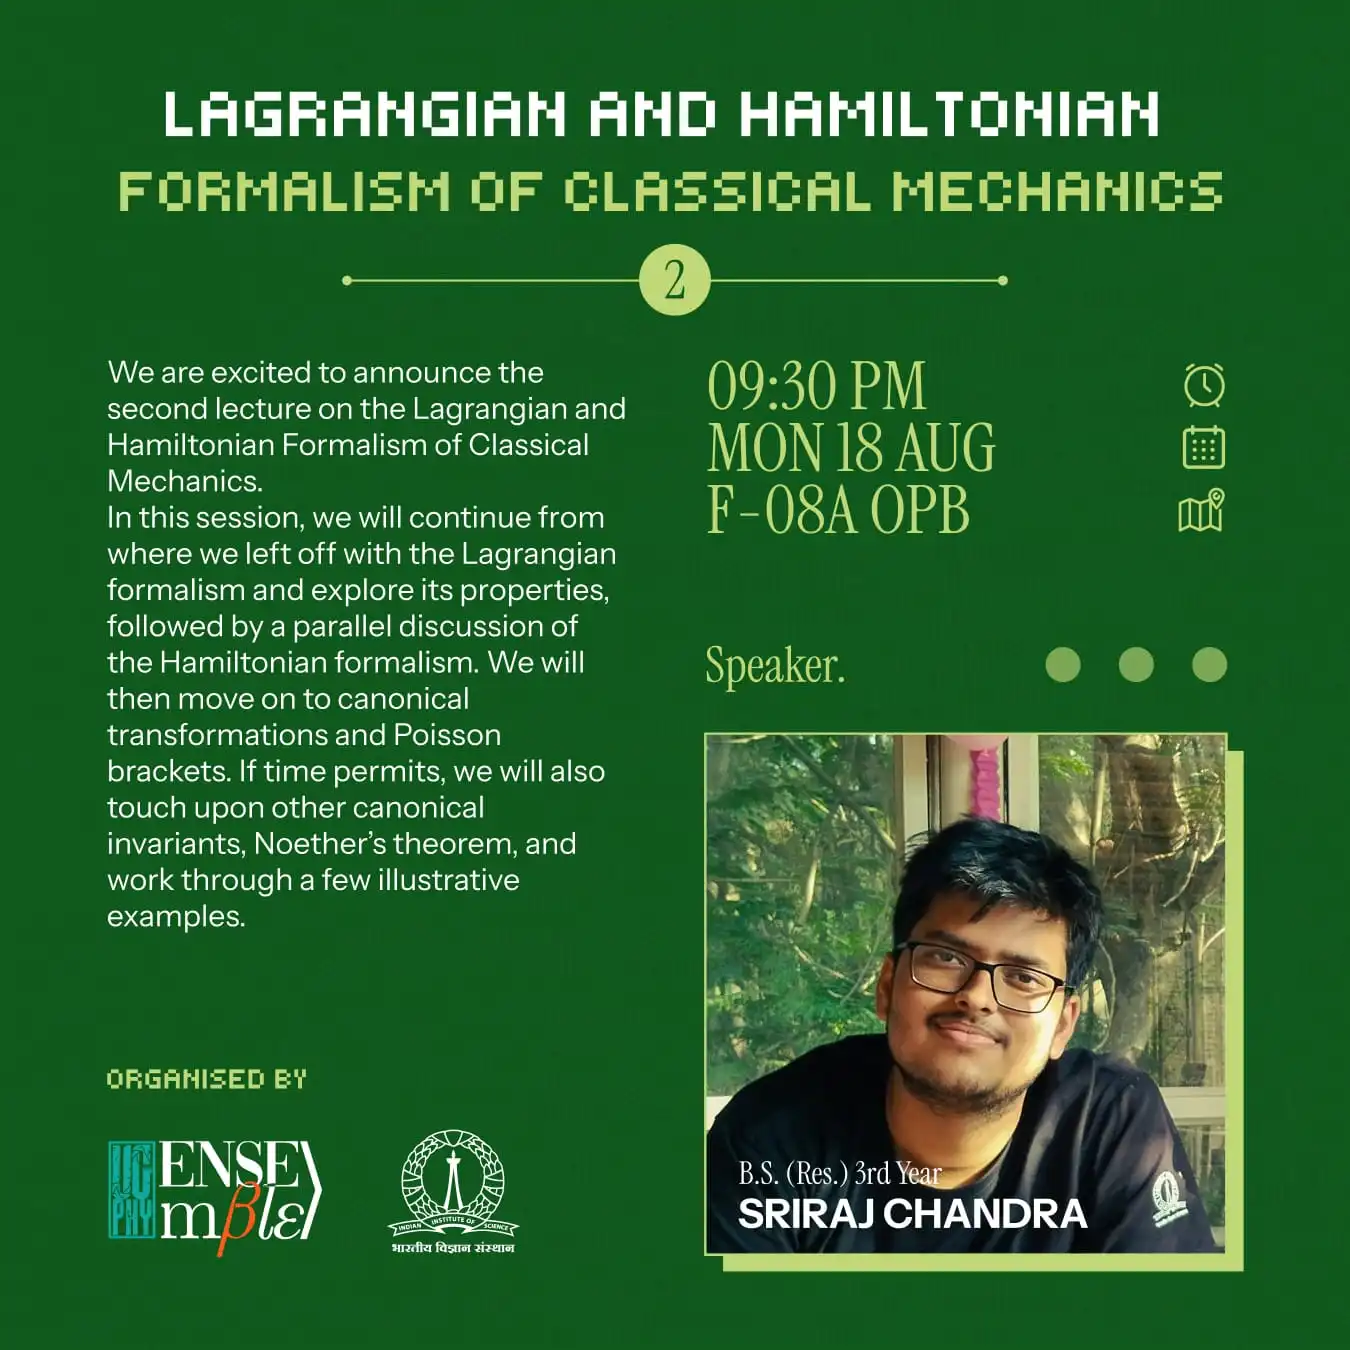 LAGRANGIAN AND HAMILTONIAN
FORMALISM OF CLASSICAL MECHANICS
2
We are excited to announce the
second lecture on the Lagrangian and
Hamiltonian Formalism of Classical
Mechanics.
In this session, we will continue from
where we left off with the Lagrangian
formalism and explore its properties,
followed by a parallel discussion of
the Hamiltonian formalism. We will
then move on to canonical
transformations and Poisson
brackets. If time permits, we will also
touch upon other canonical
invariants, Noether’s theorem, and
work through a few illustrative
examples.
09:30 PM
MON 18 AUG
F-08A OPB
Speaker.
B.S. (Res.) 3rd Year
SRIRAJ CHANDRA
ORGANISED BY
UG
PHY
ENSE
mβlε
INDIAN INSTITUTE OF SCIENCE
भारतीय विज्ञान संस्थान